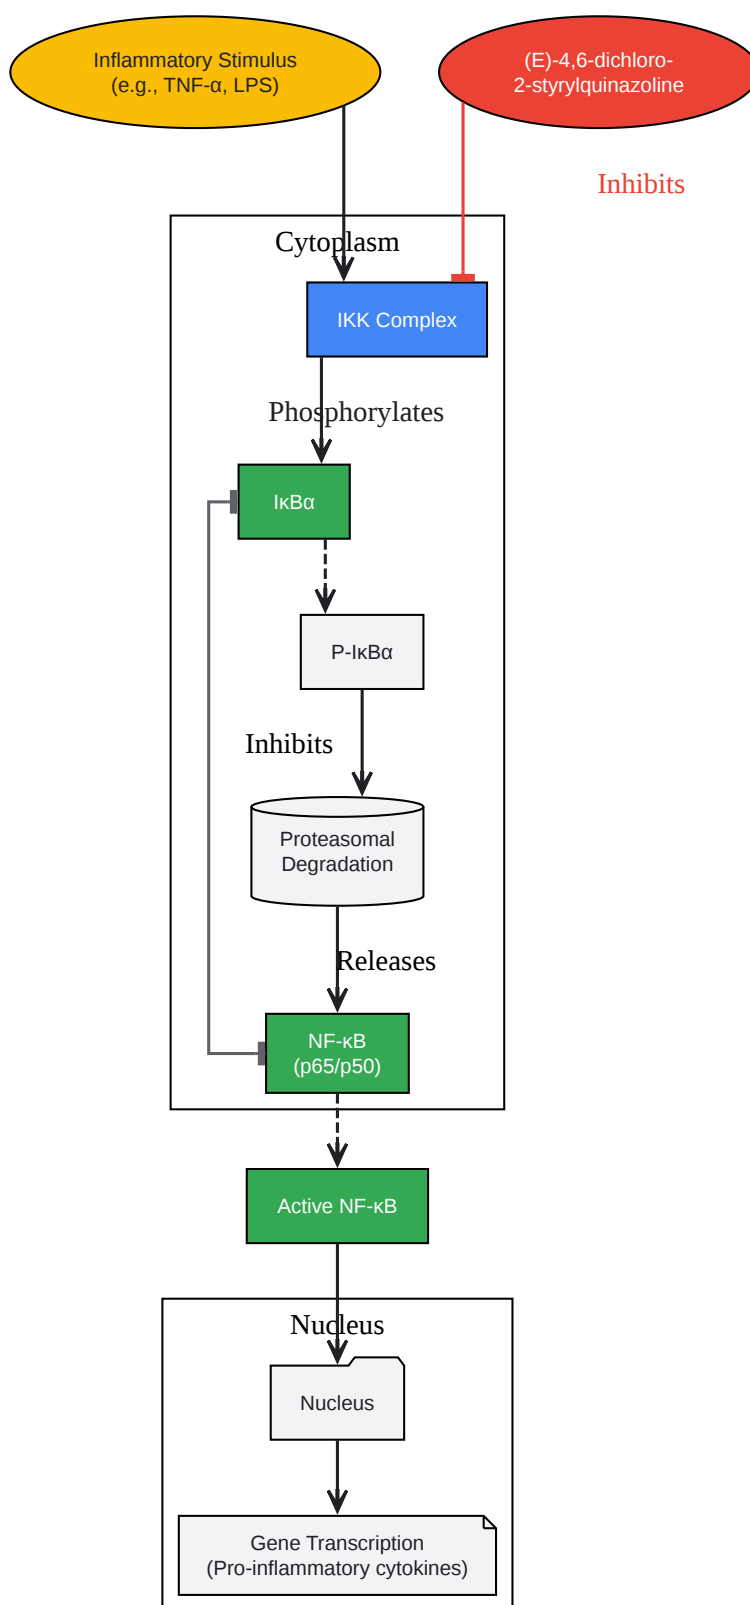 Inflammatory Stimulus
(e.g., TNF-α, LPS)
(E)-4,6-dichloro-
2-styrylquinazoline
Inhibits
Cytoplasm
IKK Complex
Phosphorylates
IκBα
P-IκBα
Inhibits
Proteasomal
Degradation
Releases
NF-κB
(p65/p50)
Active NF-κB
Nucleus
Nucleus
Gene Transcription
(Pro-inflammatory cytokines)